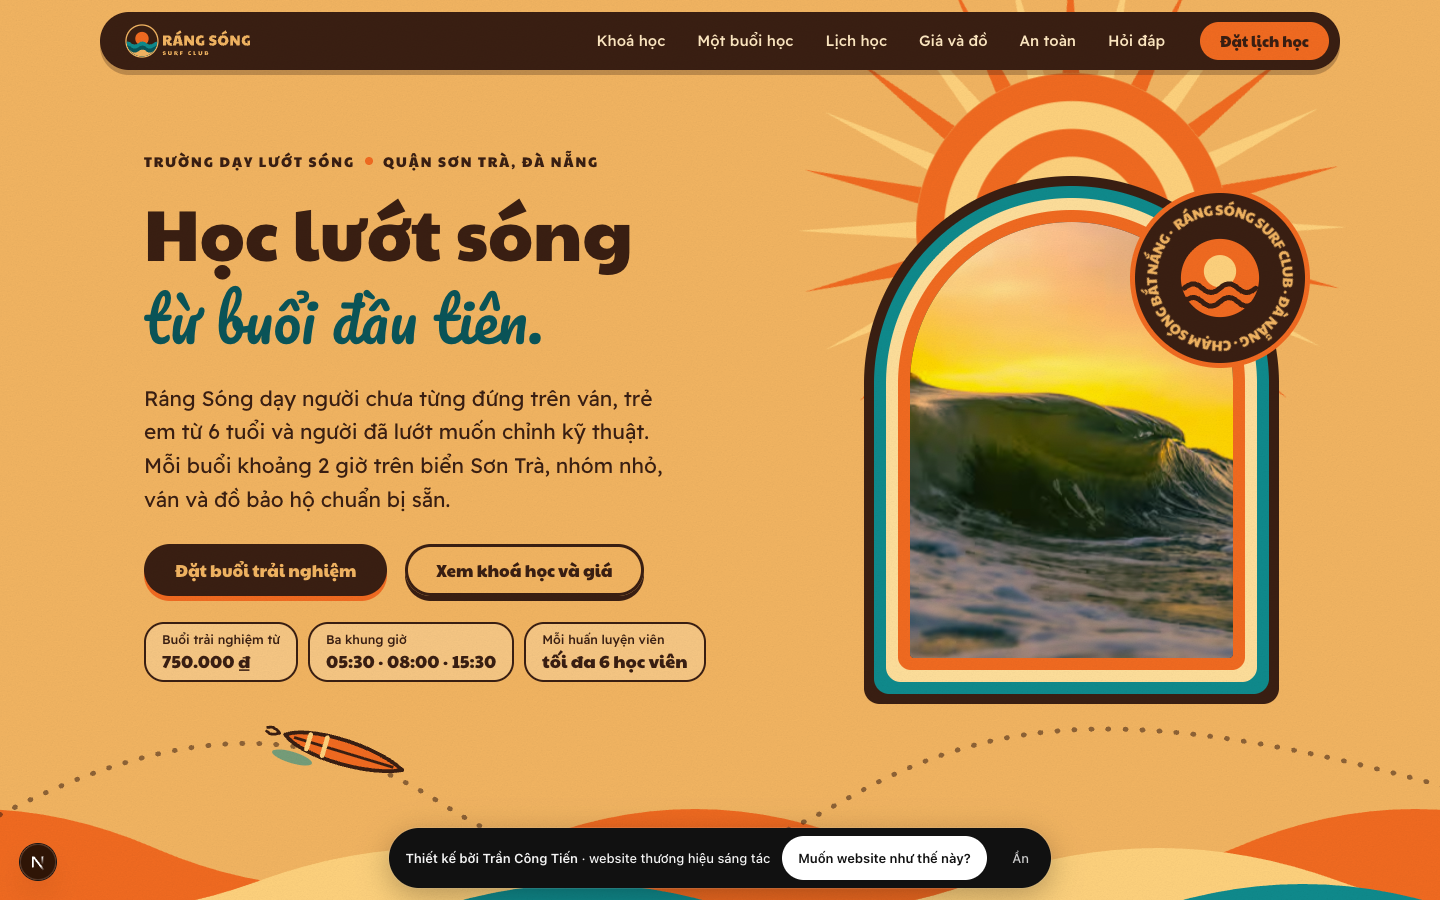 RÁNG SÓNG
SURF CLUB
Khoá học
Một buổi học
Lịch học
Giá và đồ
An toàn
Hỏi đáp
Đặt lịch học
TRƯỜNG DẠY LƯỚT SÓNG • QUẬN SƠN TRÀ, ĐÀ NẴNG
Học lướt sóng
từ buổi đầu tiên.
RÁNG SÓNG SURF CLUB · ĐÀ NẴNG · CHẠM SÓNG BẮT NẮNG ·
Ráng Sóng dạy người chưa từng đứng trên ván, trẻ
em từ 6 tuổi và người đã lướt muốn chỉnh kỹ thuật.
Mỗi buổi khoảng 2 giờ trên biển Sơn Trà, nhóm nhỏ,
ván và đồ bảo hộ chuẩn bị sẵn.
Đặt buổi trải nghiệm
Xem khoá học và giá
Buổi trải nghiệm từ
750.000 ₫
Ba khung giờ
05:30 · 08:00 · 15:30
Mỗi huấn luyện viên
tối đa 6 học viên
N
Thiết kế bởi Trần Công Tiến · website thương hiệu sáng tác
Muốn website như thế này?
Ẩn